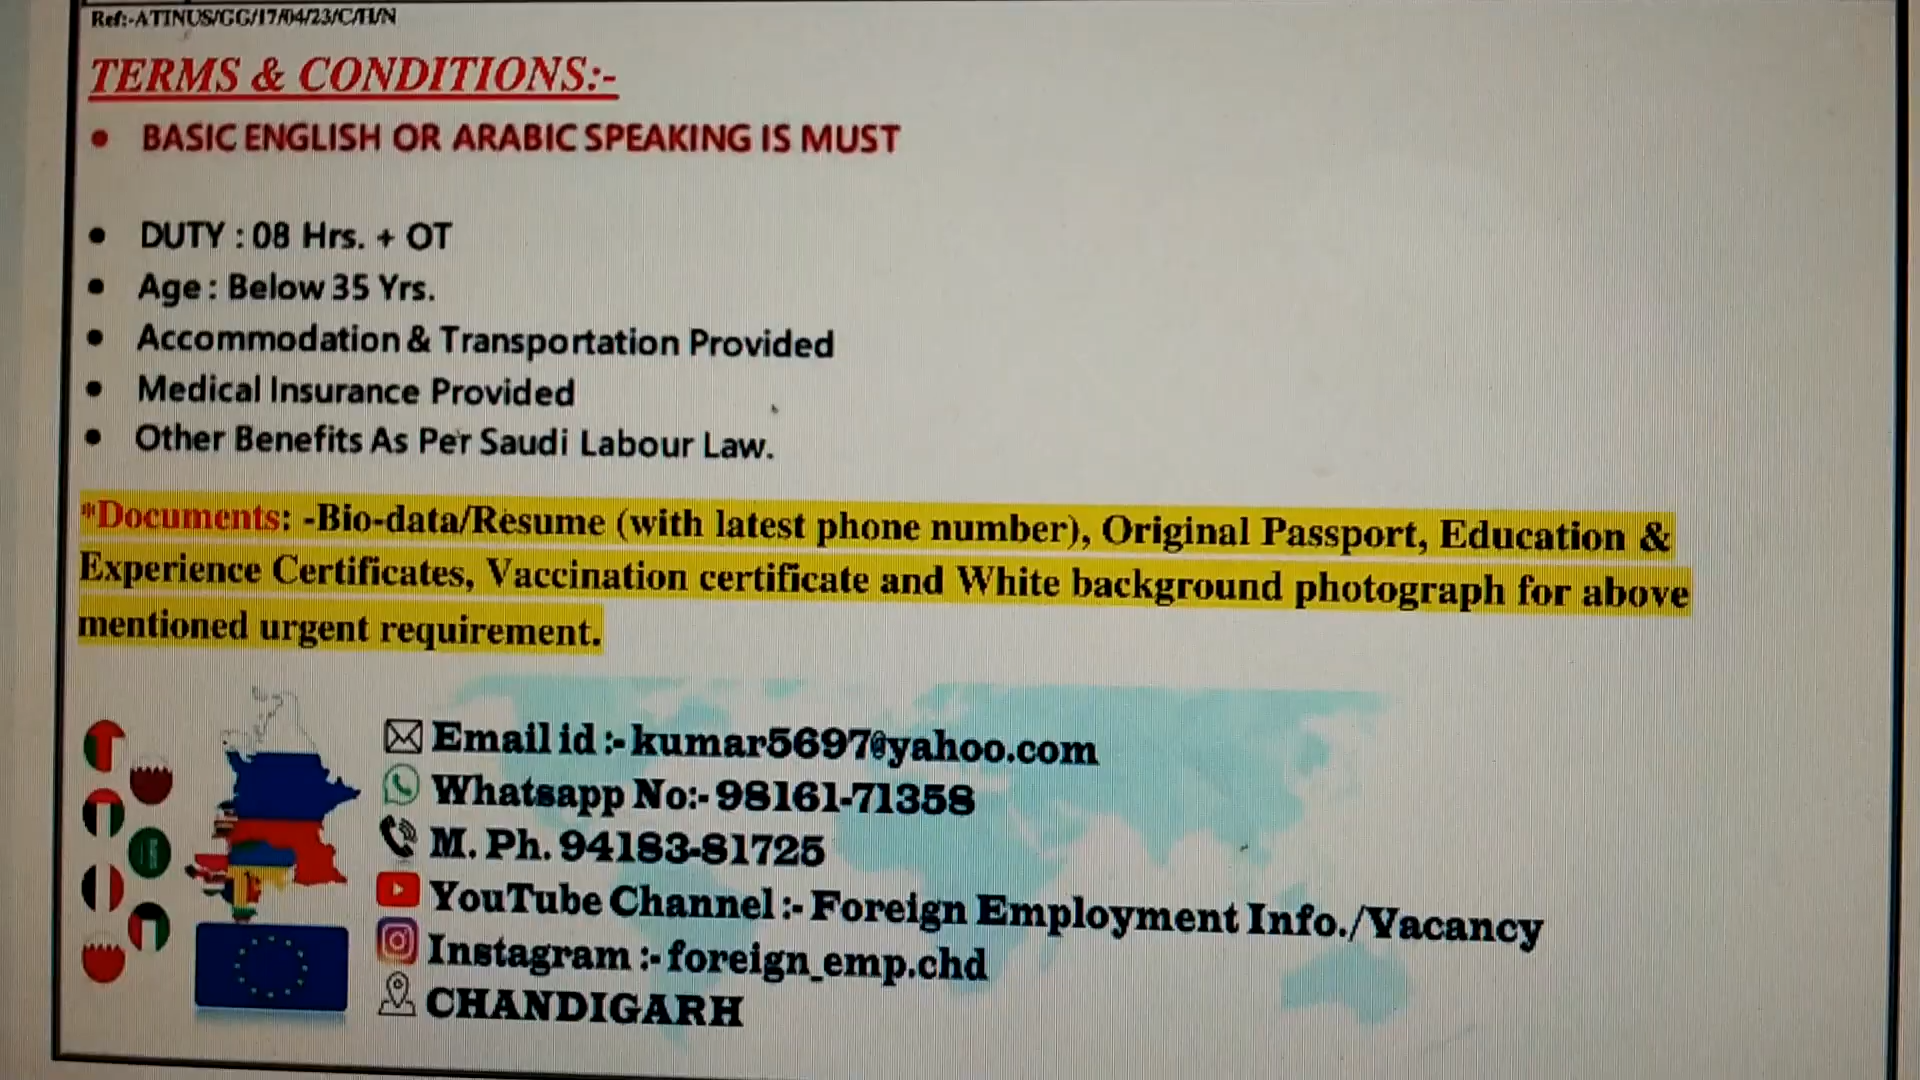 Ref:-ATINUS/GG/17/04/23/C/TI/N
TERMS & CONDITIONS:-
• BASIC ENGLISH OR ARABIC SPEAKING IS MUST
• DUTY : 08 Hrs. + OT
• Age : Below 35 Yrs.
• Accommodation & Transportation Provided
• Medical Insurance Provided
• Other Benefits As Per Saudi Labour Law.
*Documents: -Bio-data/Resume (with latest phone number), Original Passport, Education &
Experience Certificates, Vaccination certificate and White background photograph for above
mentioned urgent requirement.
Email id :- kumar5697@yahoo.com
Whatsapp No:- 98161-71358
M. Ph. 94183-81725
YouTube Channel :- Foreign Employment Info./Vacancy
Instagram :- foreign_emp.chd
CHANDIGARH